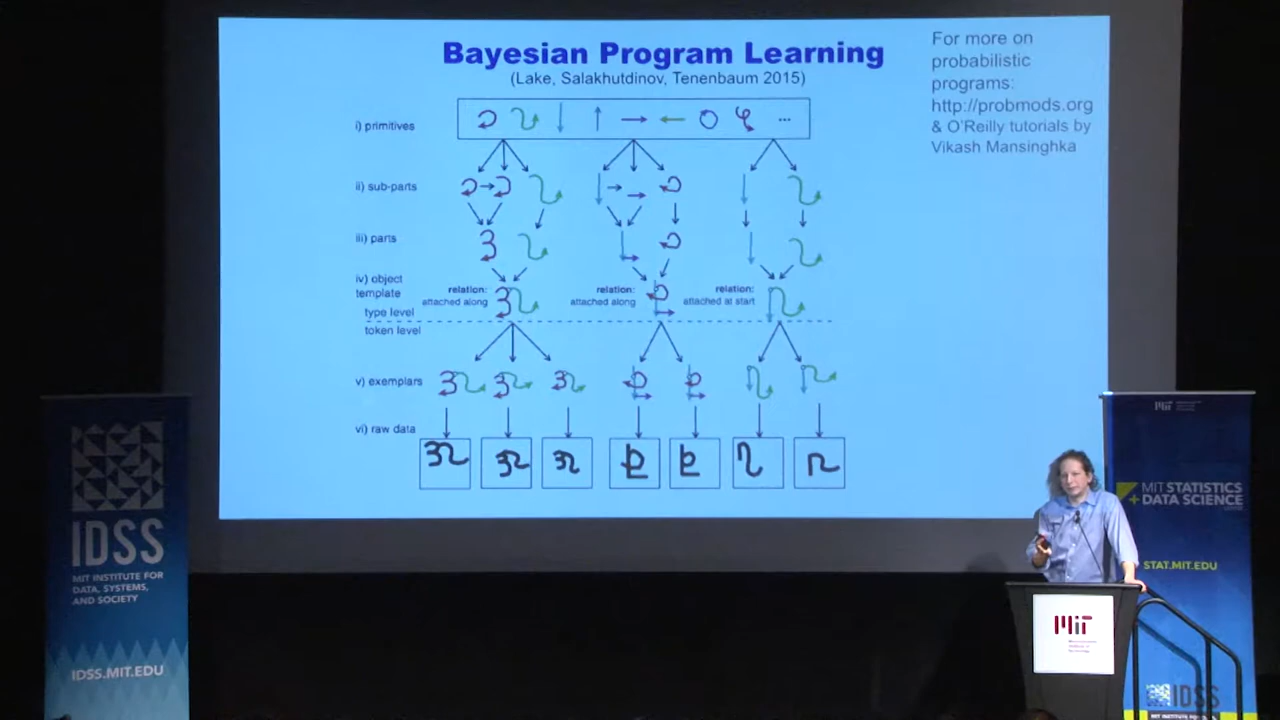 Bayesian Program Learning
(Lake, Salakhutdinov, Tenenbaum 2015)
For more on
probabilistic
programs:
http://probmods.org
& O'Reilly tutorials by
Vikash Mansinghka
i) primitives
...
ii) sub-parts
iii) parts
iv) object
template
relation:
attached along
relation:
attached along
relation:
attached at start
type level
token level
v) exemplars
vi) raw data
IDSS
MIT INSTITUTE FOR
DATA, SYSTEMS,
AND SOCIETY
IDSS.MIT.EDU
MIT
MIT STATISTICS
+ DATA SCIENCE
STAT.MIT.EDU
MIT
IDSS